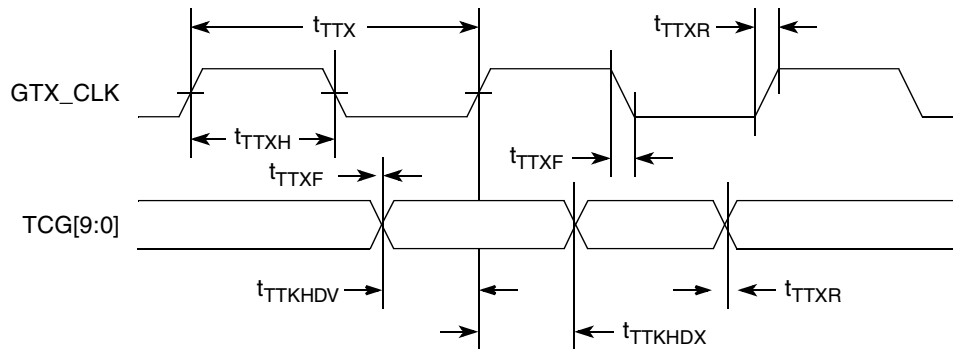 tTTX
tTTXR
GTX_CLK
tTTXH
tTTXF
tTTXF
TCG[9:0]
tTTKHDV
tTTXR
tTTKHDX